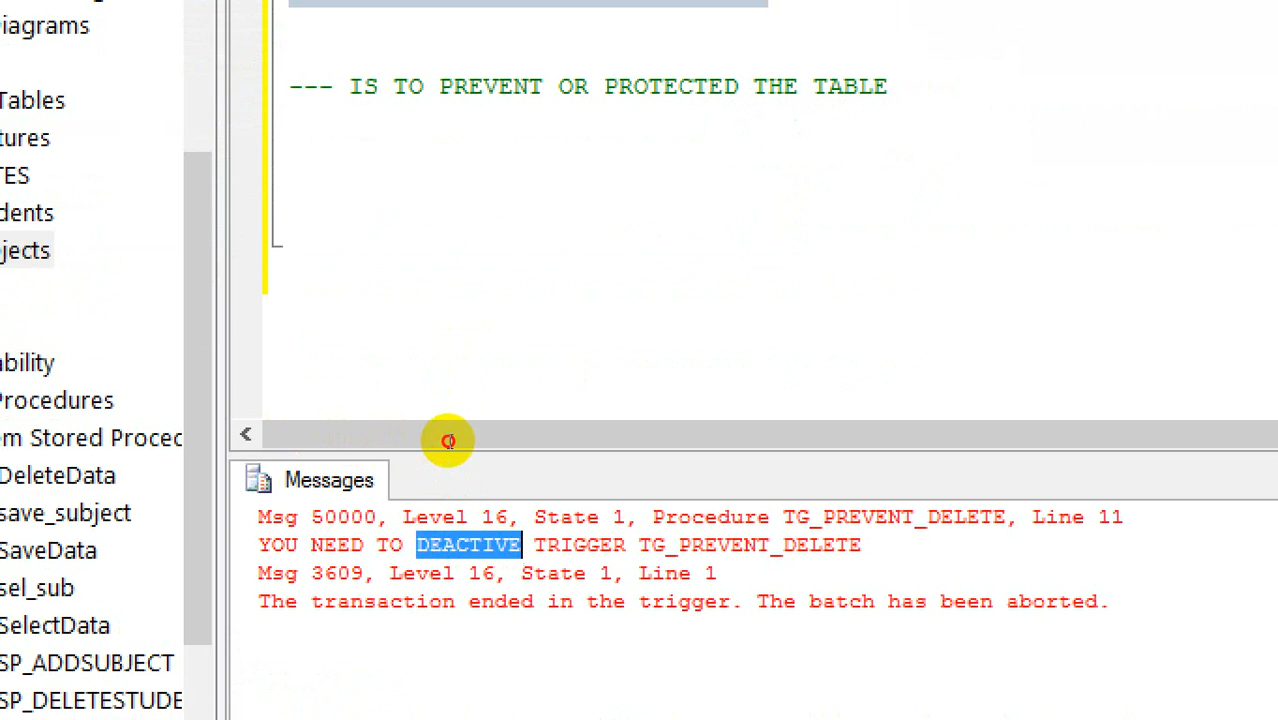 iagrams
Tables
tures
TES
dents
jects
ability
Procedures
em Stored Proced
DeleteData
save_subject
SaveData
sel_sub
SelectData
SP_ADDSUBJECT
SP_DELETESTUDE
--- IS TO PREVENT OR PROTECTED THE TABLE
Messages
Msg 50000, Level 16, State 1, Procedure TG_PREVENT_DELETE, Line 11
YOU NEED TO DEACTIVE TRIGGER TG_PREVENT_DELETE
Msg 3609, Level 16, State 1, Line 1
The transaction ended in the trigger. The batch has been aborted.